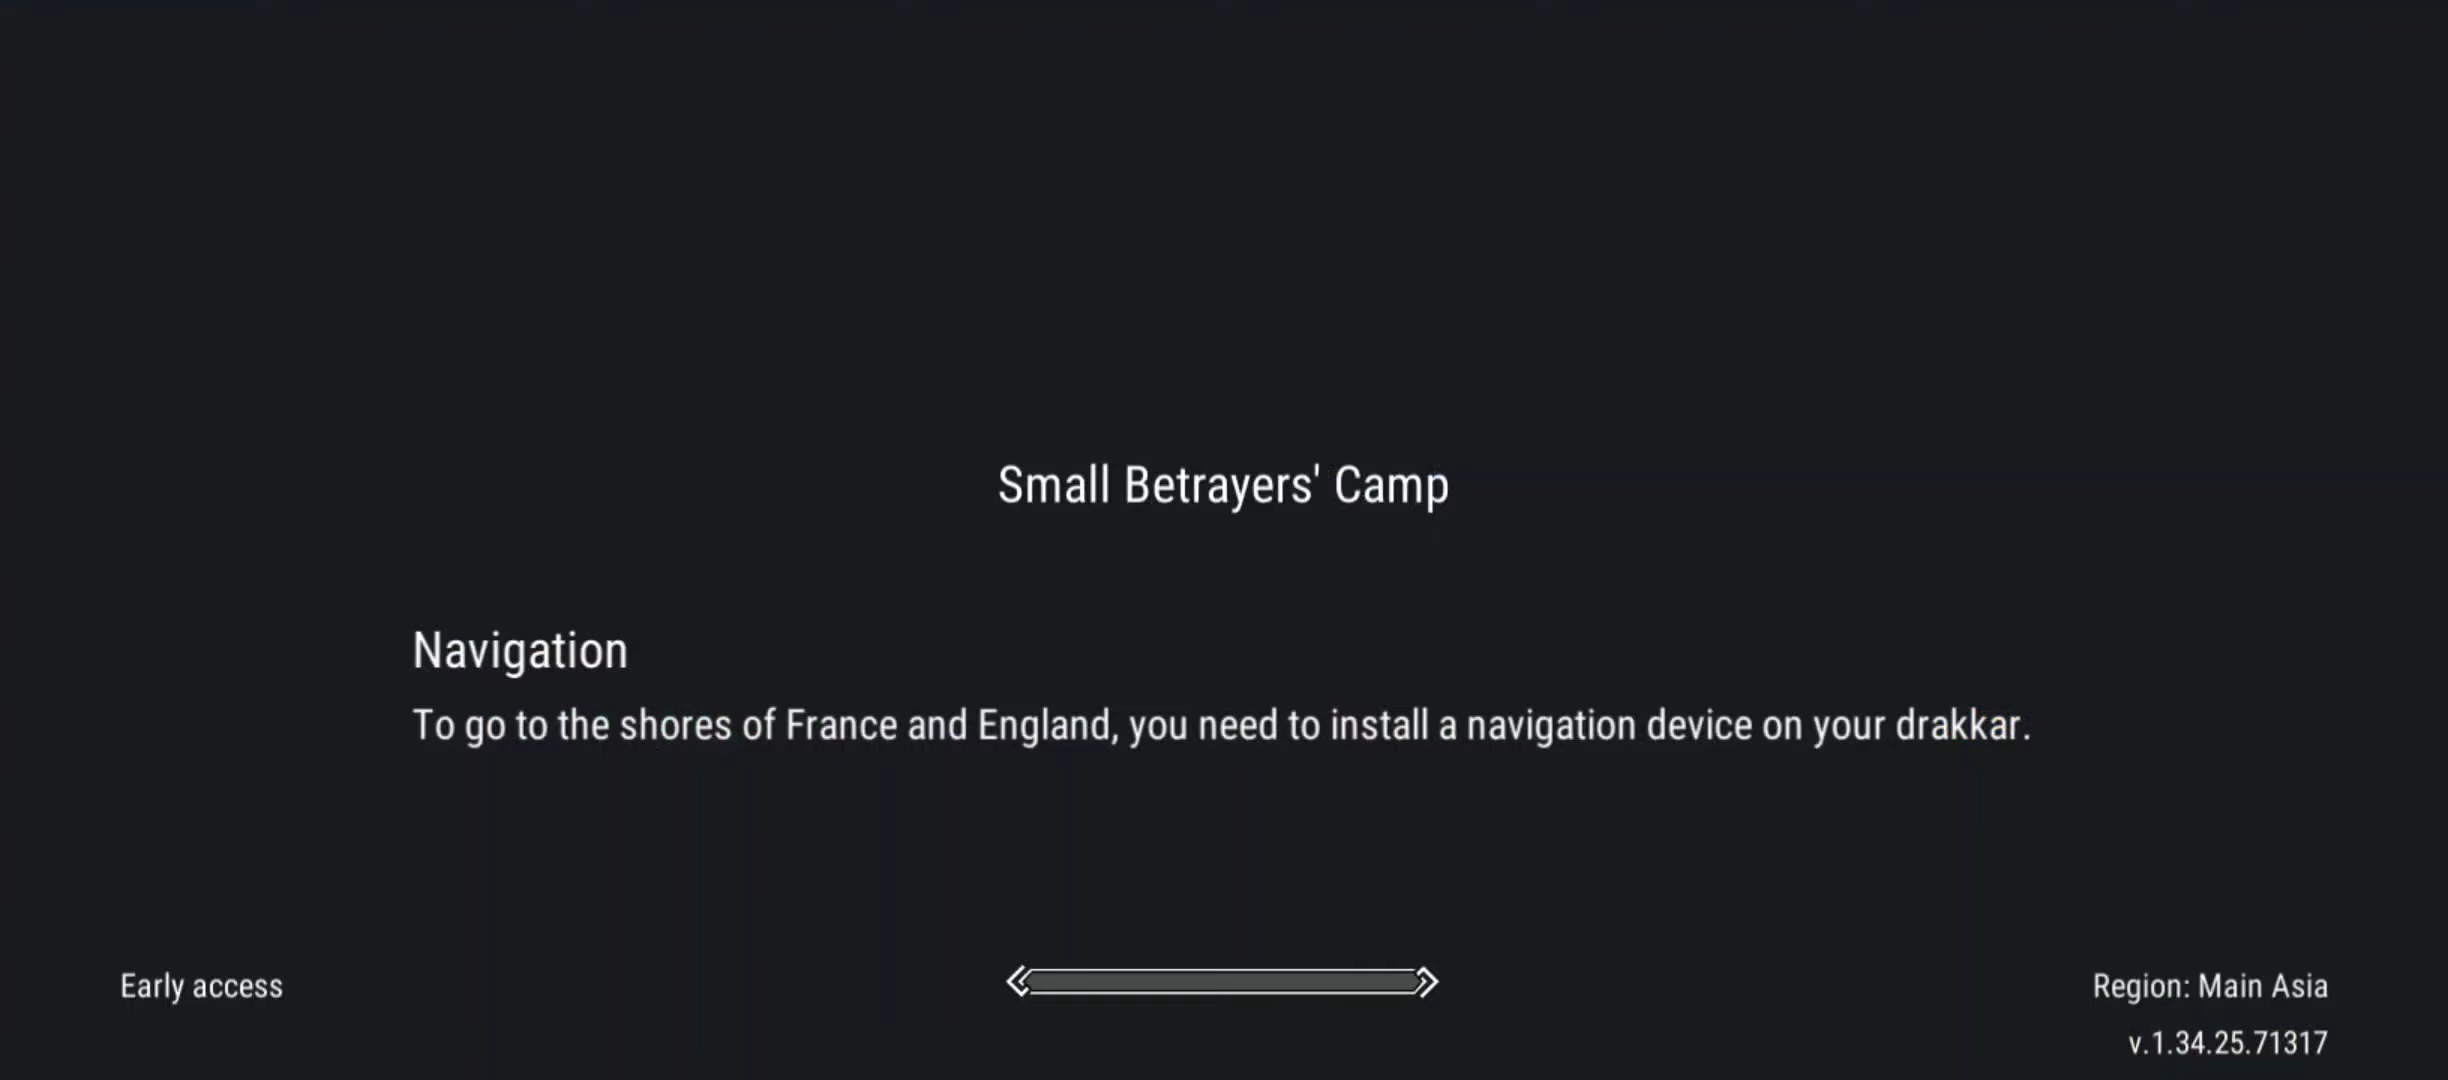 Small Betrayers' Camp
Navigation
To go to the shores of France and England, you need to install a navigation device on your drakkar.
Early access
Region: Main Asia
v.1.34.25.71317